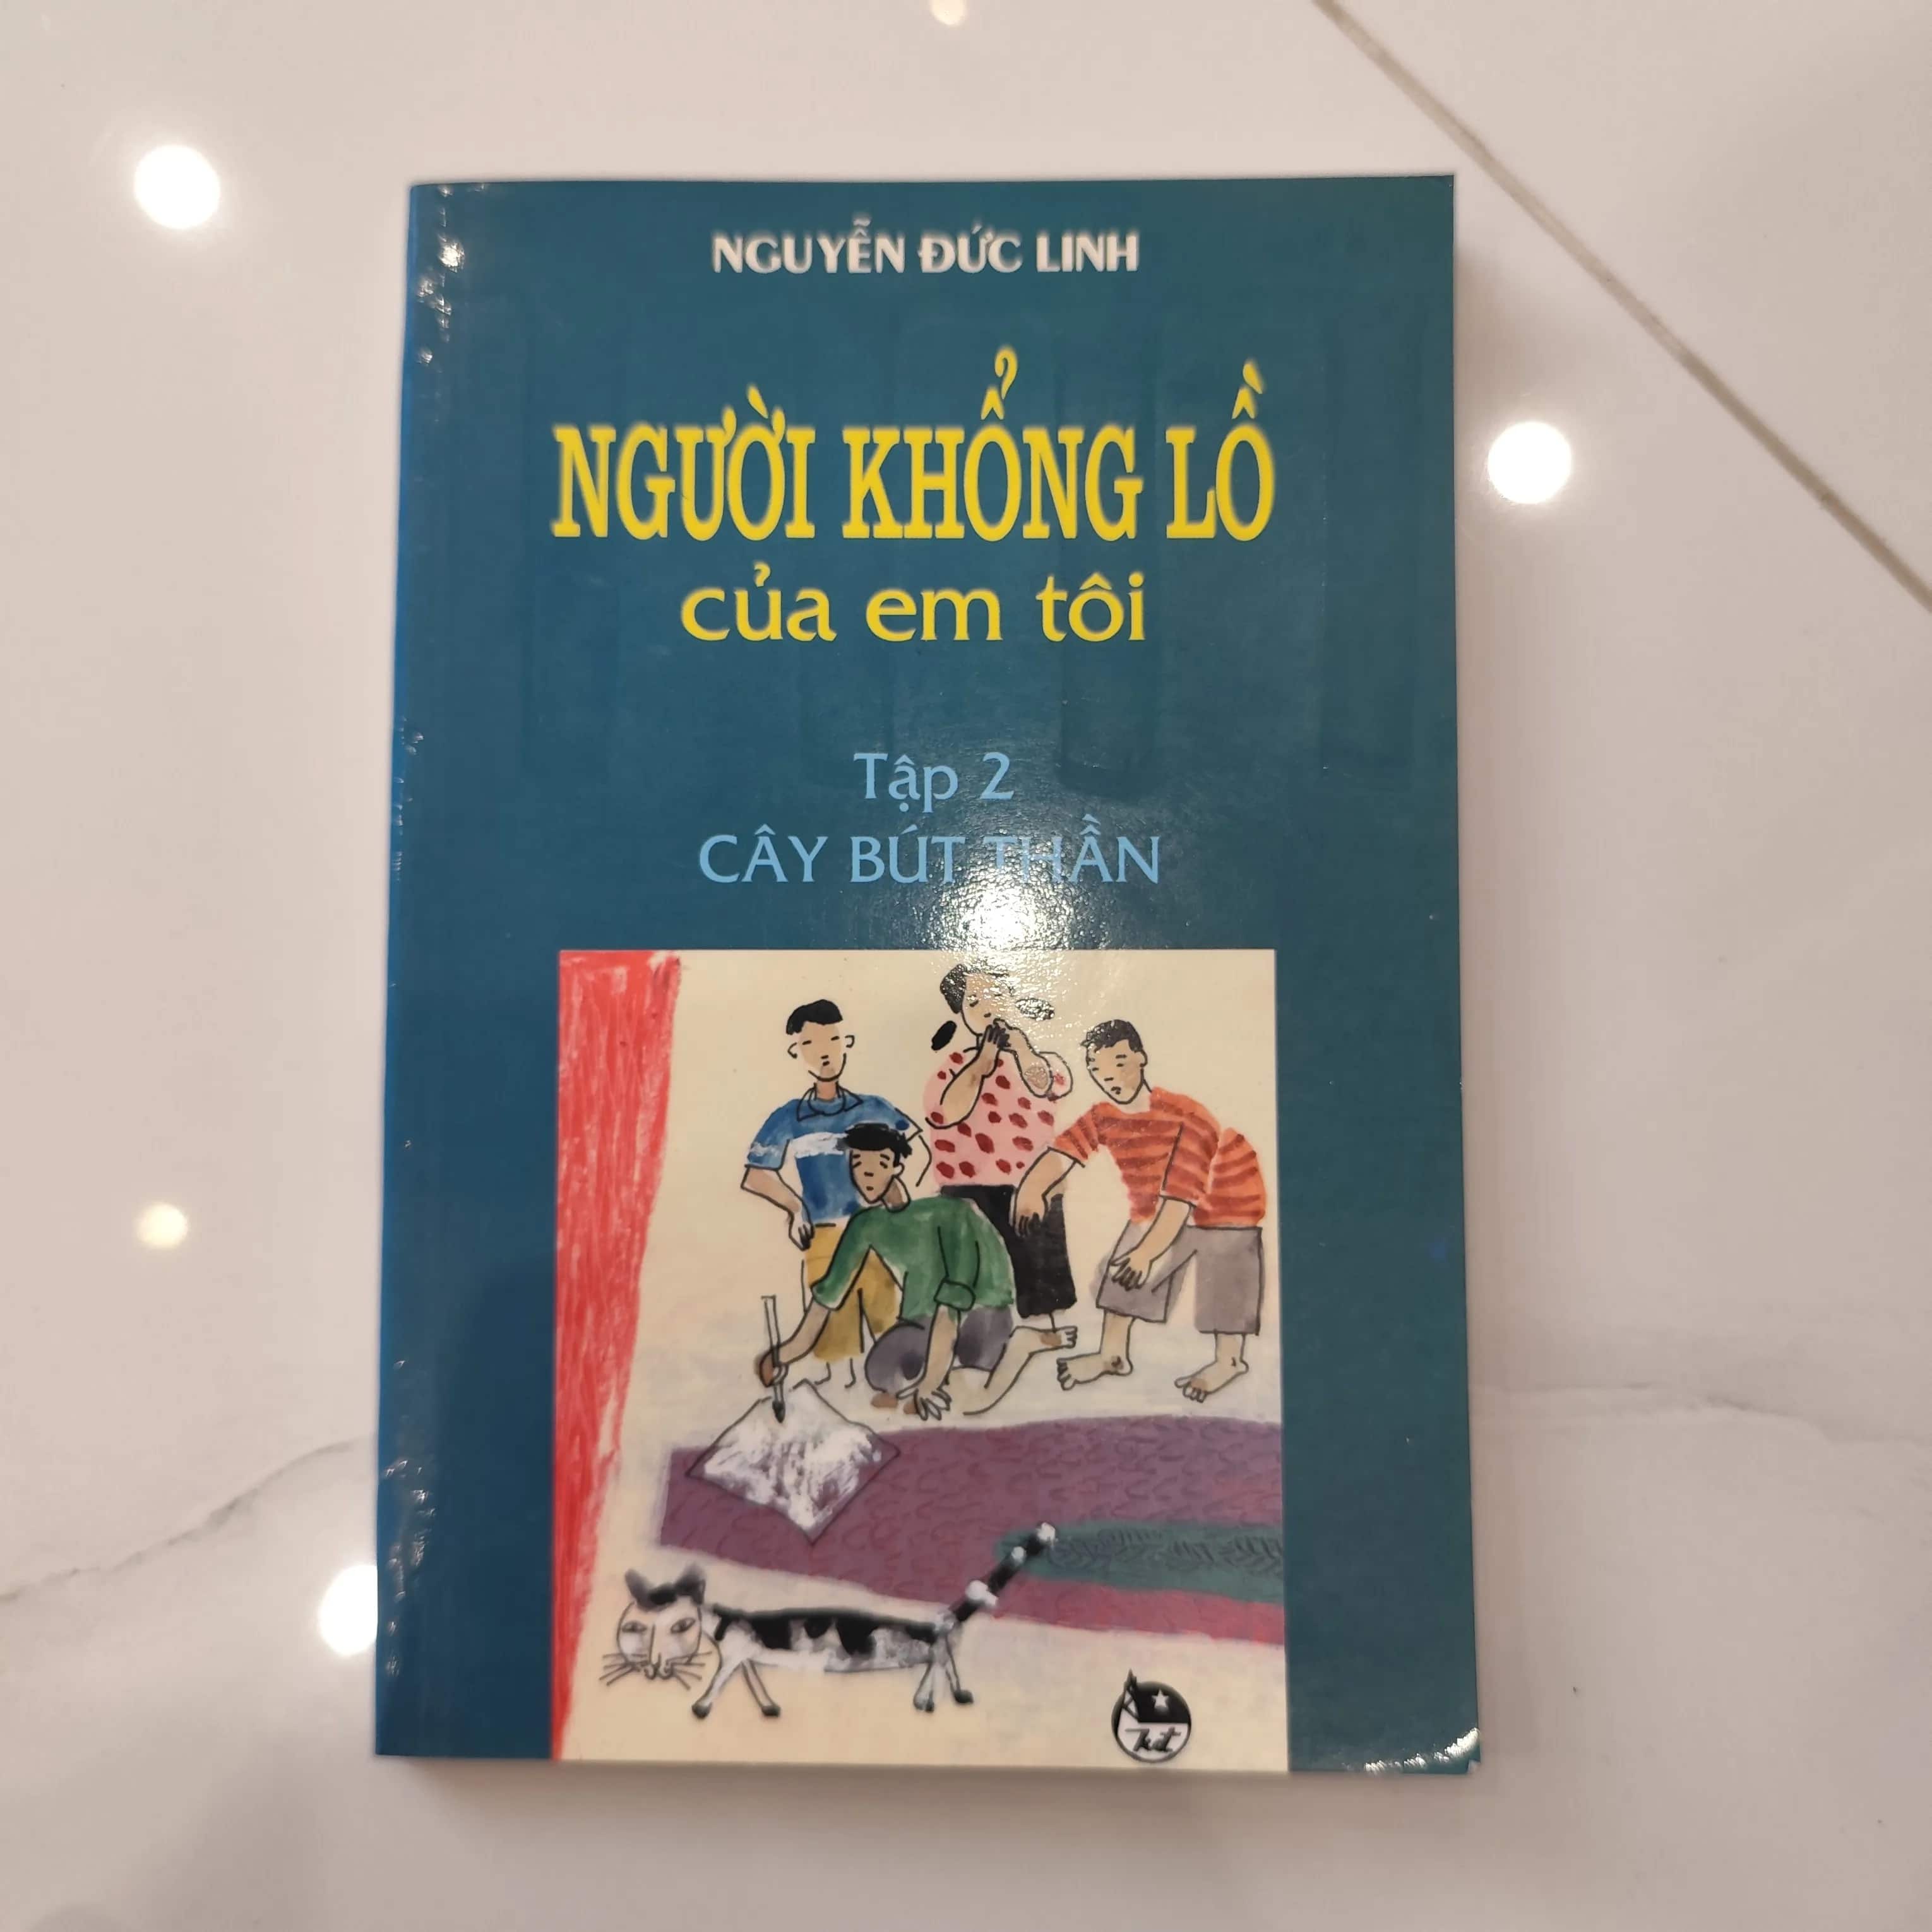 NGUYỄN ĐỨC LINH
NGƯỜI KHỔNG LỒ
của em tôi
Tập 2
CÂY BÚT THẦN